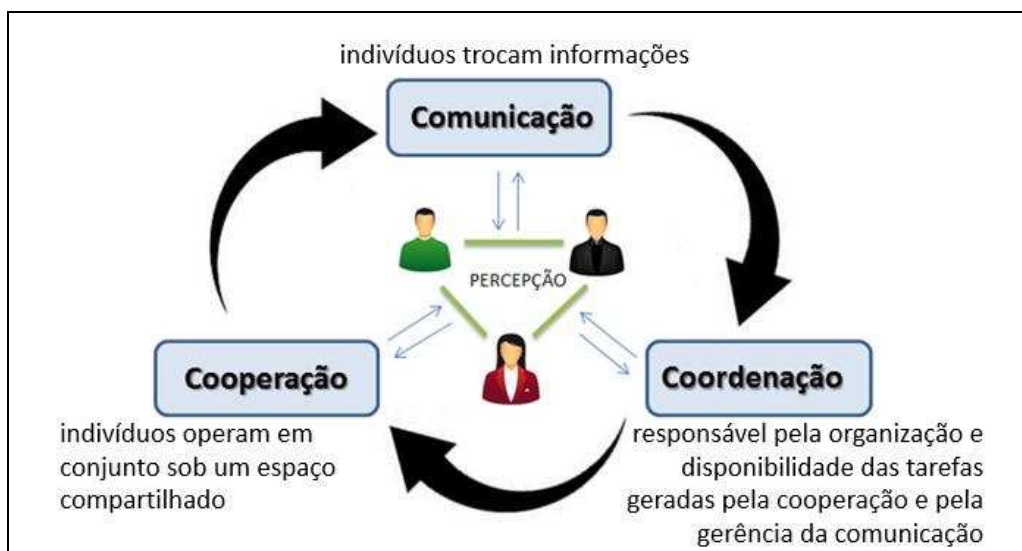 indivíduos trocam informações
Comunicação
PERCEPÇÃO
Cooperação
Coordenação
indivíduos operam em
conjunto sob um espaço
compartilhado
responsável pela organização e
disponibilidade das tarefas
geradas pela cooperação e pela
gerência da comunicação